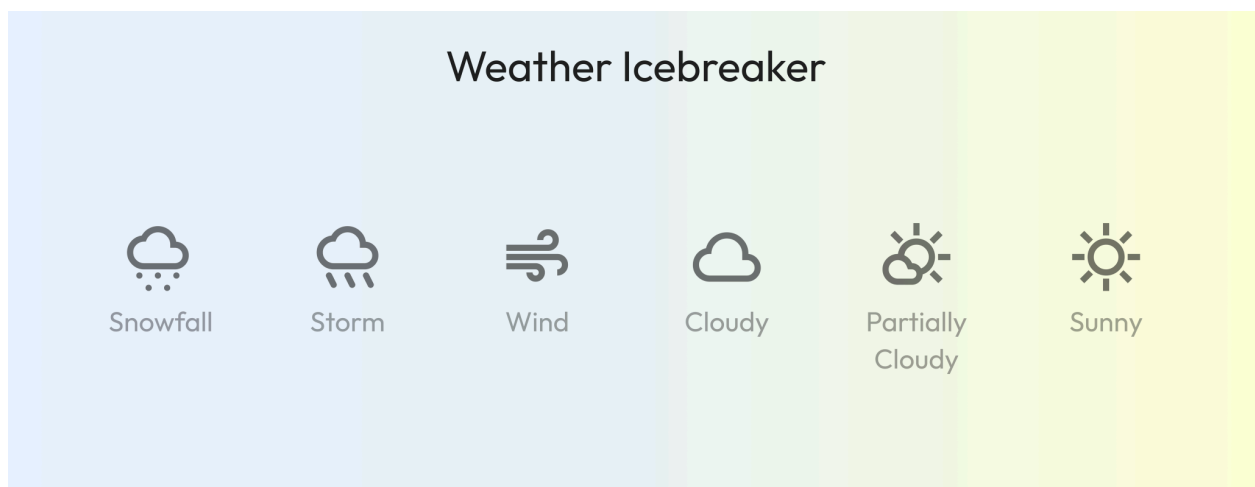 Weather Icebreaker
Snowfall
Storm
Wind
Cloudy
Partially
Cloudy
Sunny